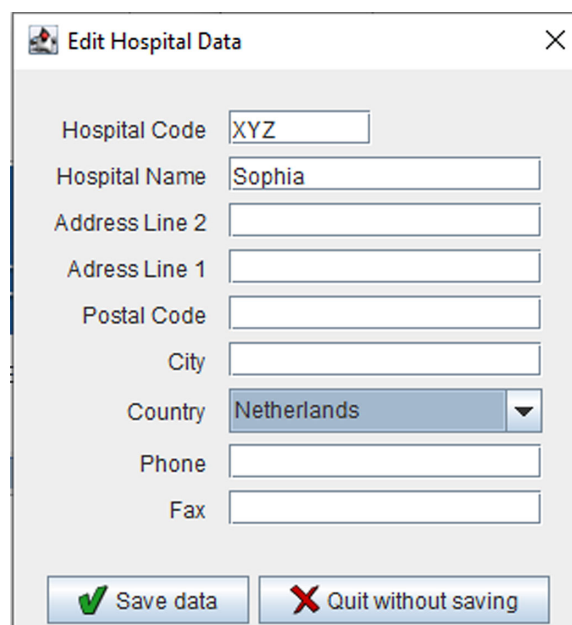 Edit Hospital Data
Hospital Code XYZ
Hospital Name Sophia
Address Line 2
Adress Line 1
Postal Code
City
Country Netherlands
Phone
Fax
Save data Quit without saving